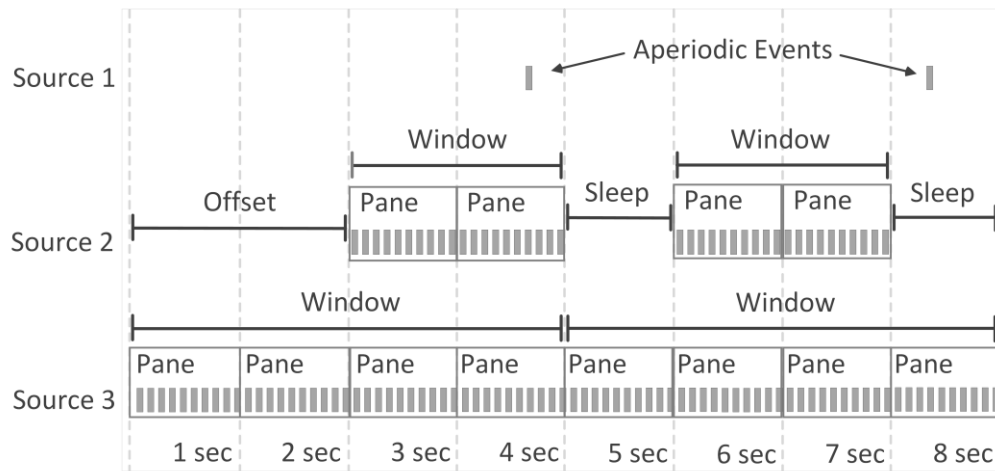 Aperiodic Events
Source 1
Window Window
Offset Pane Pane Sleep Pane Pane Sleep
Source 2
Window Window
Pane Pane Pane Pane Pane Pane Pane Pane
Source 3
1 sec 2 sec 3 sec 4 sec 5 sec 6 sec 7 sec 8 sec